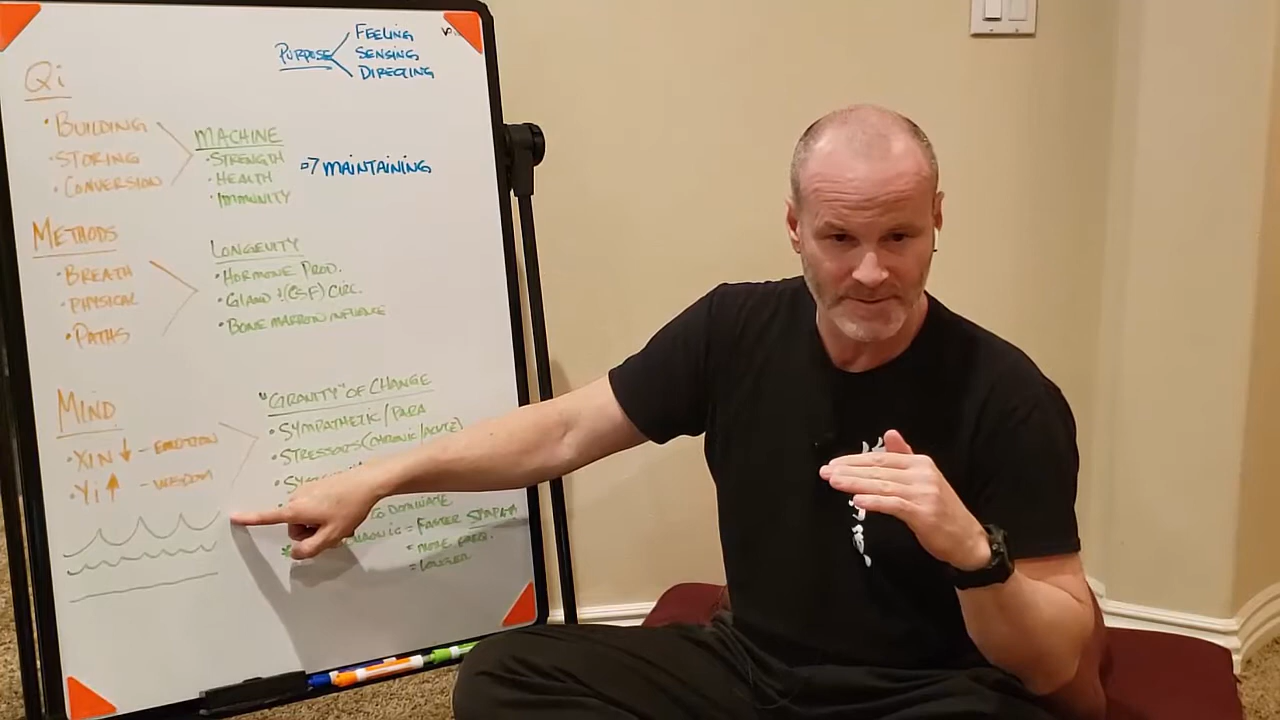 PURPOSE
FEELING
SENSING
DIRECTING
Qi
• BUILDING
• STORING
• CONVERSION
MACHINE
• STRENGTH
• HEALTH
• IMMUNITY
MAINTAINING
METHODS
• BREATH
• PHYSICAL
• PATHS
LONGEVITY
• HORMONE PROD.
• GLAND + (CSF) CIRC.
• BONE MARROW INFLUENCE
MIND
• XIN ↓ - EMOTION
• Yi ↑ - WISDOM
"GRAVITY" OF CHANGE
• SYMPATHETIC / PARA
• STRESSORS (CHRONIC/ACUTE)
DOMINATE
= FASTER SYMPATH
= MORE FREQ.
= LONGER